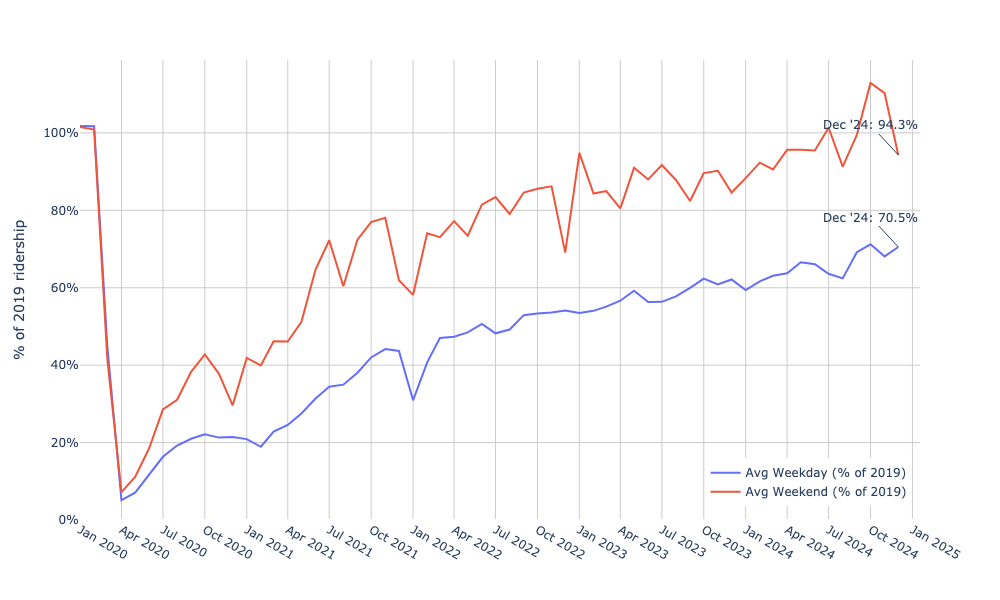 % of 2019 ridership
100%
80%
60%
40%
20%
0%
Dec '24: 94.3%
Dec '24: 70.5%
Avg Weekday (% of 2019)
Avg Weekend (% of 2019)
Jan 2020
Apr 2020
Jul 2020
Oct 2020
Jan 2021
Apr 2021
Jul 2021
Oct 2021
Jan 2022
Apr 2022
Jul 2022
Oct 2022
Jan 2023
Apr 2023
Jul 2023
Oct 2023
Jan 2024
Apr 2024
Jul 2024
Oct 2024
Jan 2025